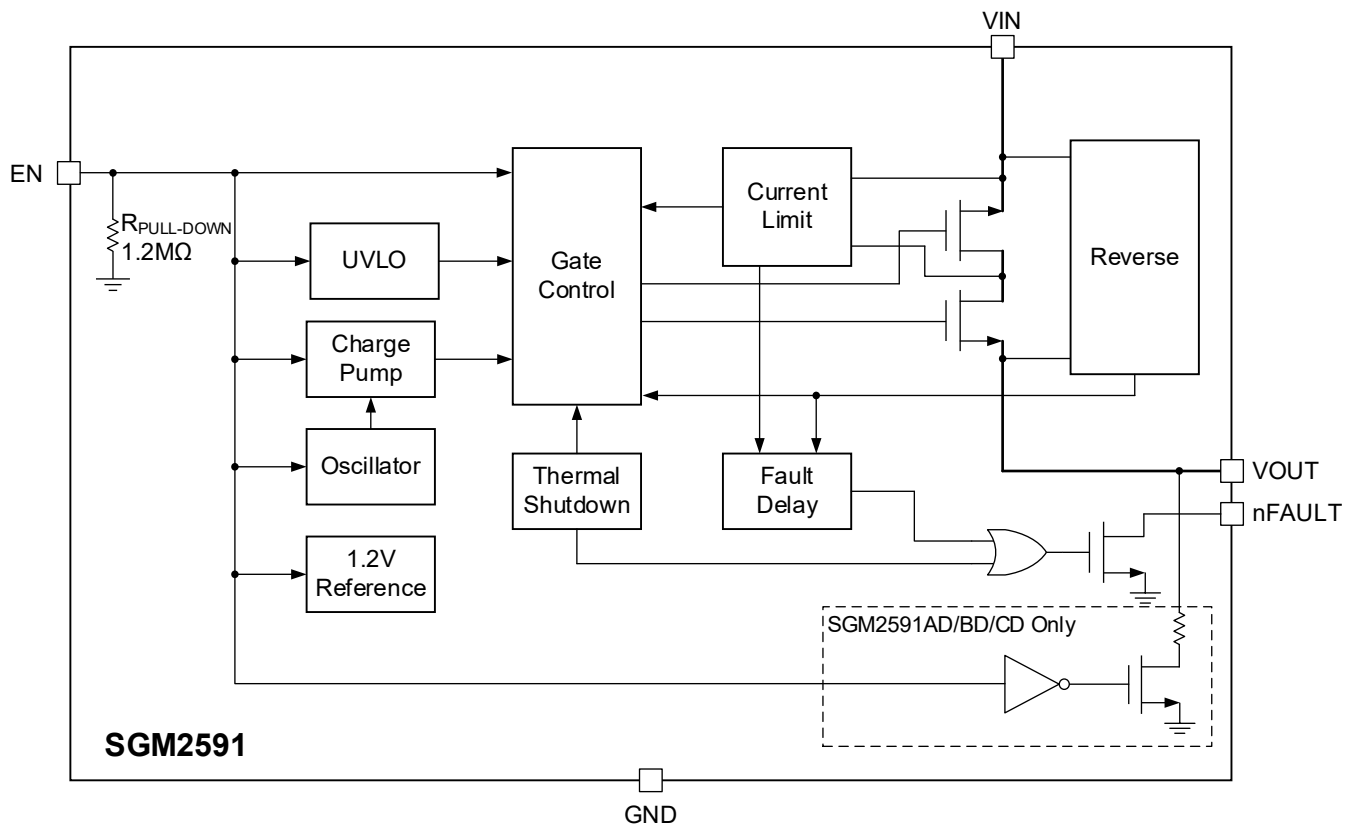 VIN
EN
R_PULL-DOWN
1.2MΩ
UVLO
Charge
Pump
Oscillator
1.2V
Reference
Gate
Control
Thermal
Shutdown
Current
Limit
Fault
Delay
Reverse
VOUT
nFAULT
SGM2591AD/BD/CD Only
SGM2591
GND